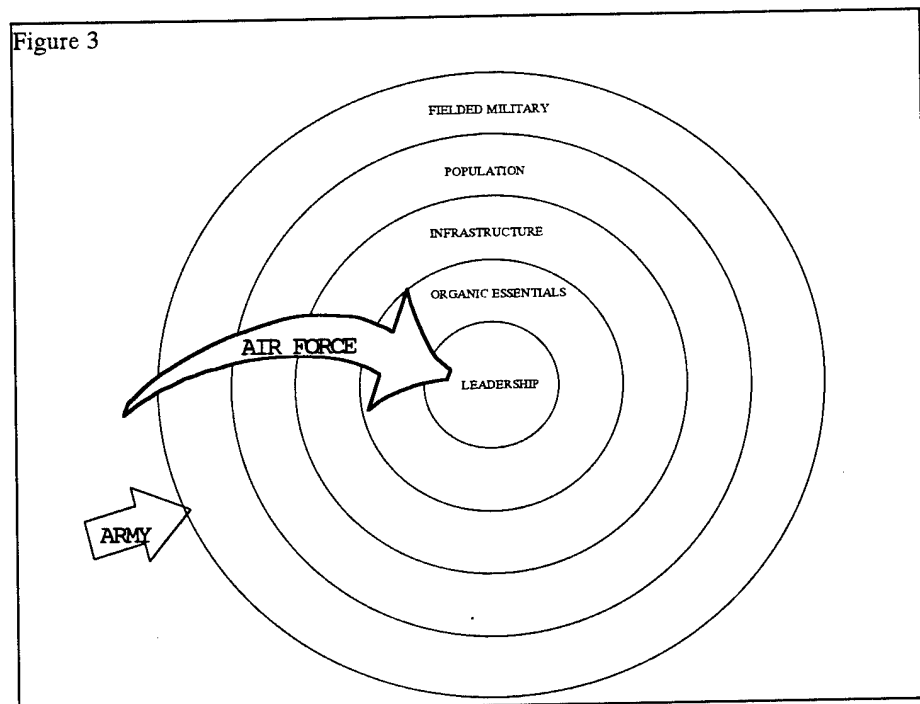 Figure 3
FIELDED MILITARY
POPULATION
INFRASTRUCTURE
ORGANIC ESSENTIALS
AIR FORCE
LEADERSHIP
ARMY